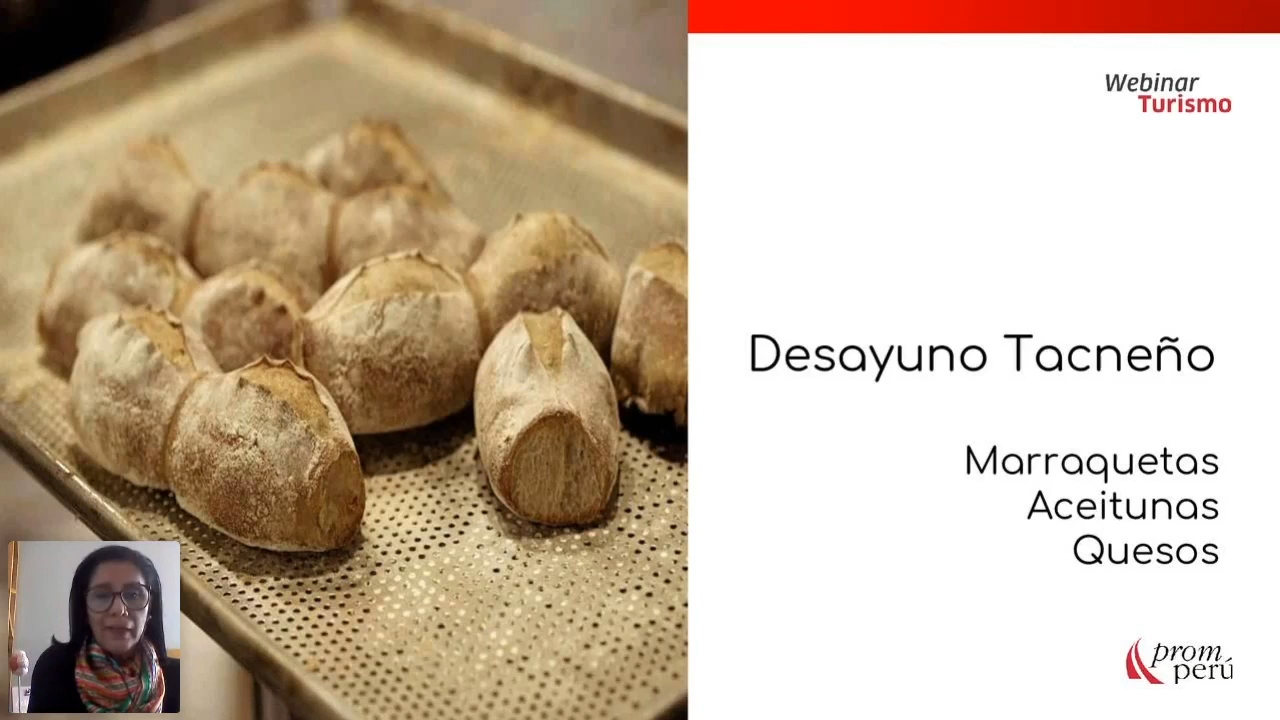 Webinar
Turismo
Desayuno Tacneño
Marraquetas
Aceitunas
Quesos
prom
perú